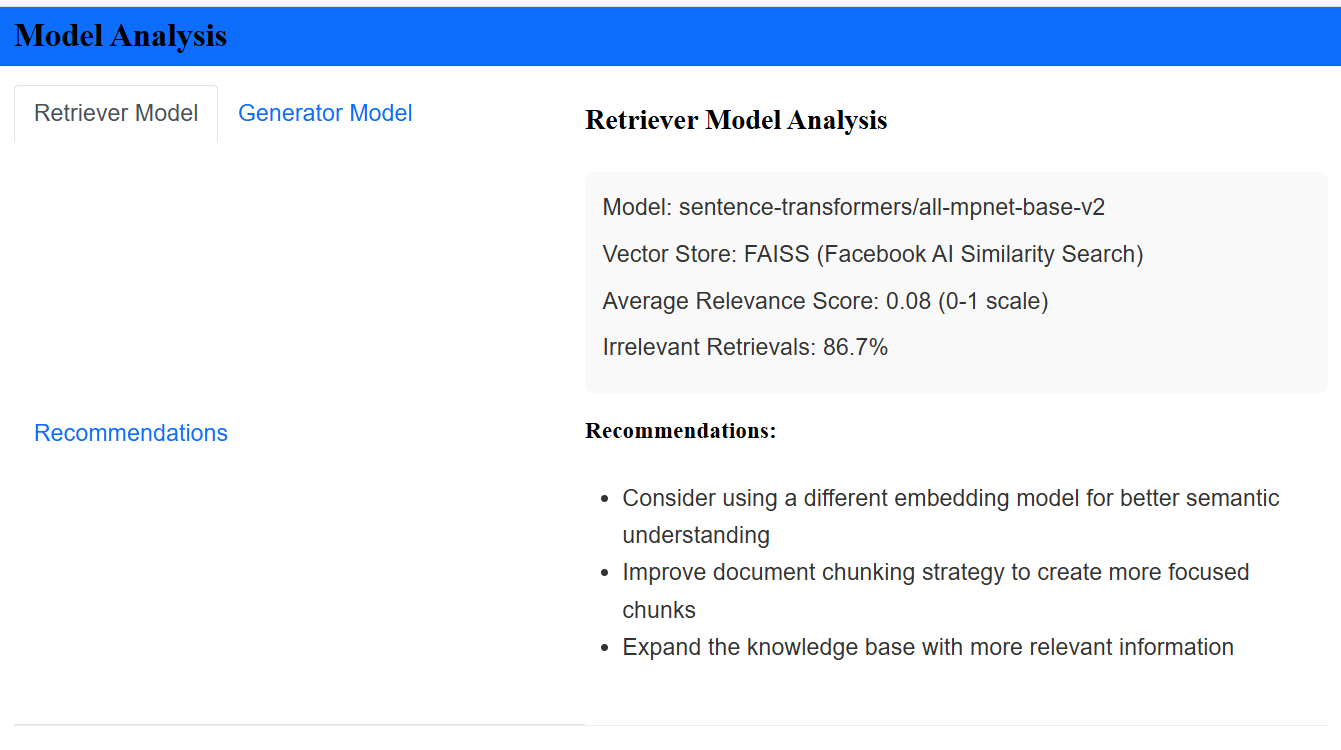 Model Analysis
Retriever Model
Generator Model
Recommendations
Retriever Model Analysis
Model: sentence-transformers/all-mpnet-base-v2
Vector Store: FAISS (Facebook AI Similarity Search)
Average Relevance Score: 0.08 (0-1 scale)
Irrelevant Retrievals: 86.7%
Recommendations:
• Consider using a different embedding model for better semantic
understanding
• Improve document chunking strategy to create more focused
chunks
• Expand the knowledge base with more relevant information